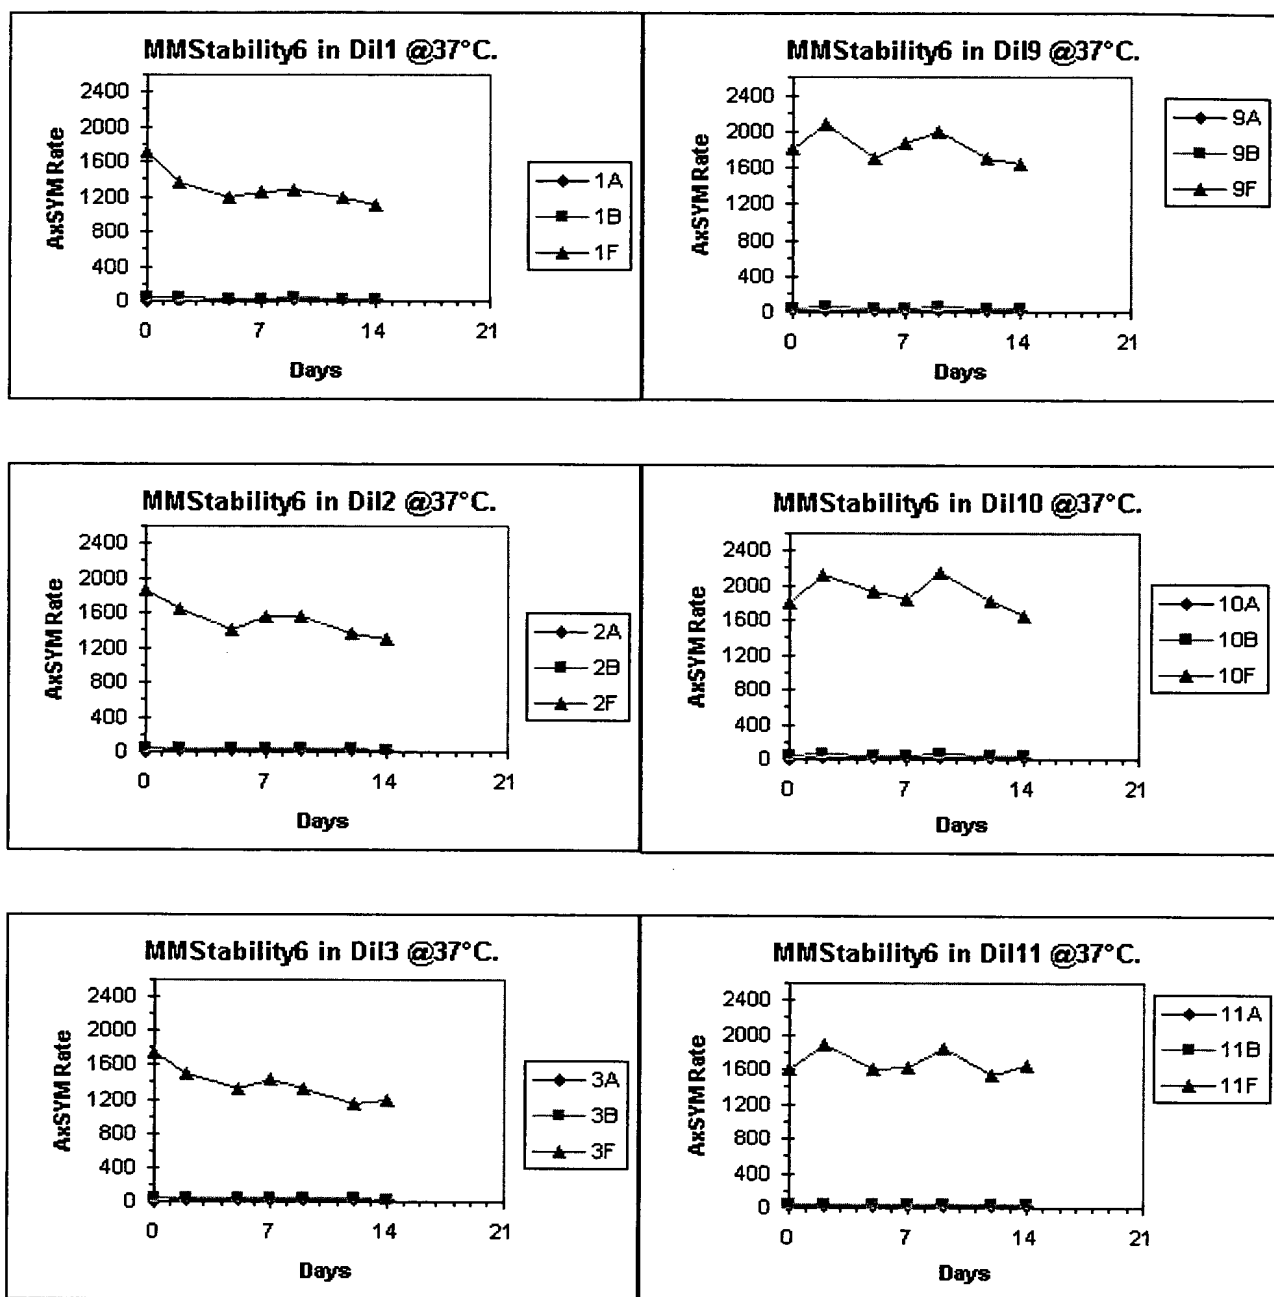 MMStability6 in Dil1 @37°C.
AxSYM Rate
2400
2000
1600
1200
800
400
0
0 7 14 21
Days
1A
1B
1F
MMStability6 in Dil9 @37°C.
AxSYM Rate
2400
2000
1600
1200
800
400
0
0 7 14 21
Days
9A
9B
9F
MMStability6 in Dil2 @37°C.
AxSYM Rate
2400
2000
1600
1200
800
400
0
0 7 14 21
Days
2A
2B
2F
MMStability6 in Dil10 @37°C.
AxSYM Rate
2400
2000
1600
1200
800
400
0
0 7 14 21
Days
10A
10B
10F
MMStability6 in Dil3 @37°C.
AxSYM Rate
2400
2000
1600
1200
800
400
0
0 7 14 21
Days
3A
3B
3F
MMStability6 in Dil11 @37°C.
AxSYM Rate
2400
2000
1600
1200
800
400
0
0 7 14 21
Days
11A
11B
11F